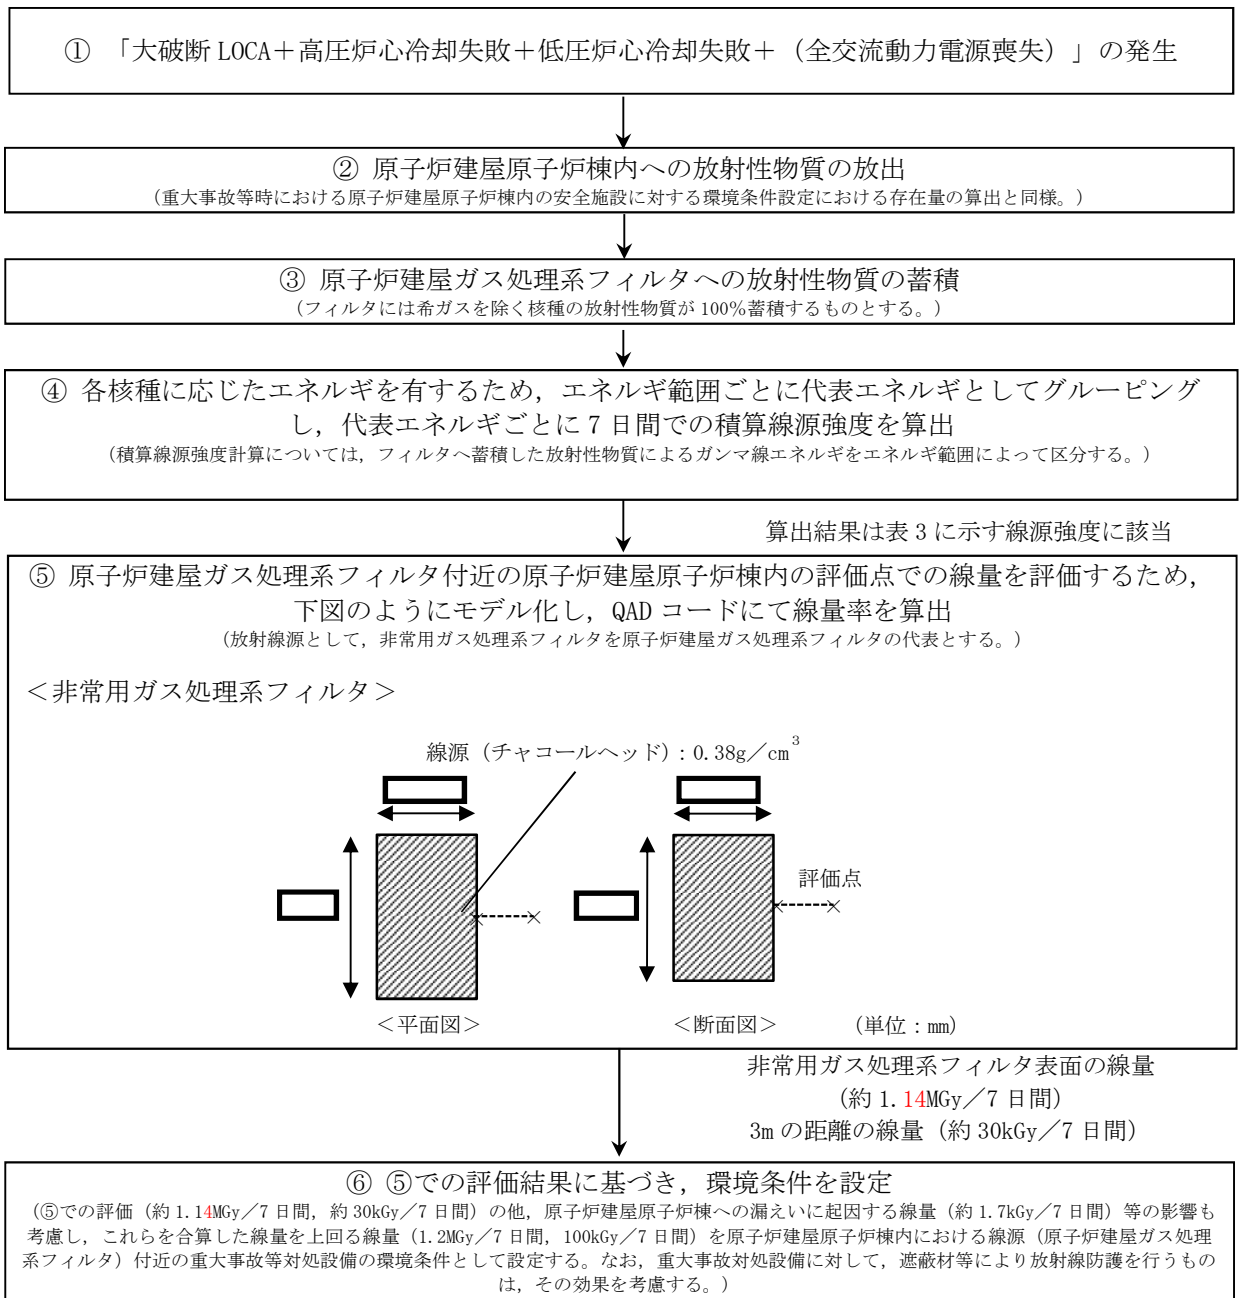 ① 「大破断 LOCA＋高圧炉心冷却失敗＋低圧炉心冷却失敗＋（全交流動力電源喪失）」の発生
② 原子炉建屋原子炉棟内への放射性物質の放出
（重大事故等時における原子炉建屋原子炉棟内の安全施設に対する環境条件設定における存在量の算出と同様。）
③ 原子炉建屋ガス処理系フィルタへの放射性物質の蓄積
（フィルタには希ガスを除く核種の放射性物質が 100％蓄積するものとする。）
④ 各核種に応じたエネルギを有するため，エネルギ範囲ごとに代表エネルギとしてグルーピング
し，代表エネルギごとに 7 日間での積算線源強度を算出
（積算線源強度計算については，フィルタへ蓄積した放射性物質によるガンマ線エネルギをエネルギ範囲によって区分する。）
算出結果は表 3 に示す線源強度に該当
⑤ 原子炉建屋ガス処理系フィルタ付近の原子炉建屋原子炉棟内の評価点での線量を評価するため，
下図のようにモデル化し，QAD コードにて線量率を算出
（放射線源として，非常用ガス処理系フィルタを原子炉建屋ガス処理系フィルタの代表とする。）
＜非常用ガス処理系フィルタ＞
線源（チャコールヘッド）：0.38g／cm³
評価点
＜平面図＞
＜断面図＞
（単位：mm）
非常用ガス処理系フィルタ表面の線量
（約 1.14MGy／7 日間）
3m の距離の線量（約 30kGy／7 日間）
⑥ ⑤での評価結果に基づき，環境条件を設定
（⑤での評価（約 1.14MGy／7 日間，約 30kGy／7 日間）の他，原子炉建屋原子炉棟への漏えいに起因する線量（約 1.7kGy／7 日間）等の影響も
考慮し，これらを合算した線量を上回る線量（1.2MGy／7 日間，100kGy／7 日間）を原子炉建屋原子炉棟内における線源（原子炉建屋ガス処理
系フィルタ）付近の重大事故等対処設備の環境条件として設定する。なお，重大事故対処設備に対して，遮蔽材等により放射線防護を行うもの
は，その効果を考慮する。）